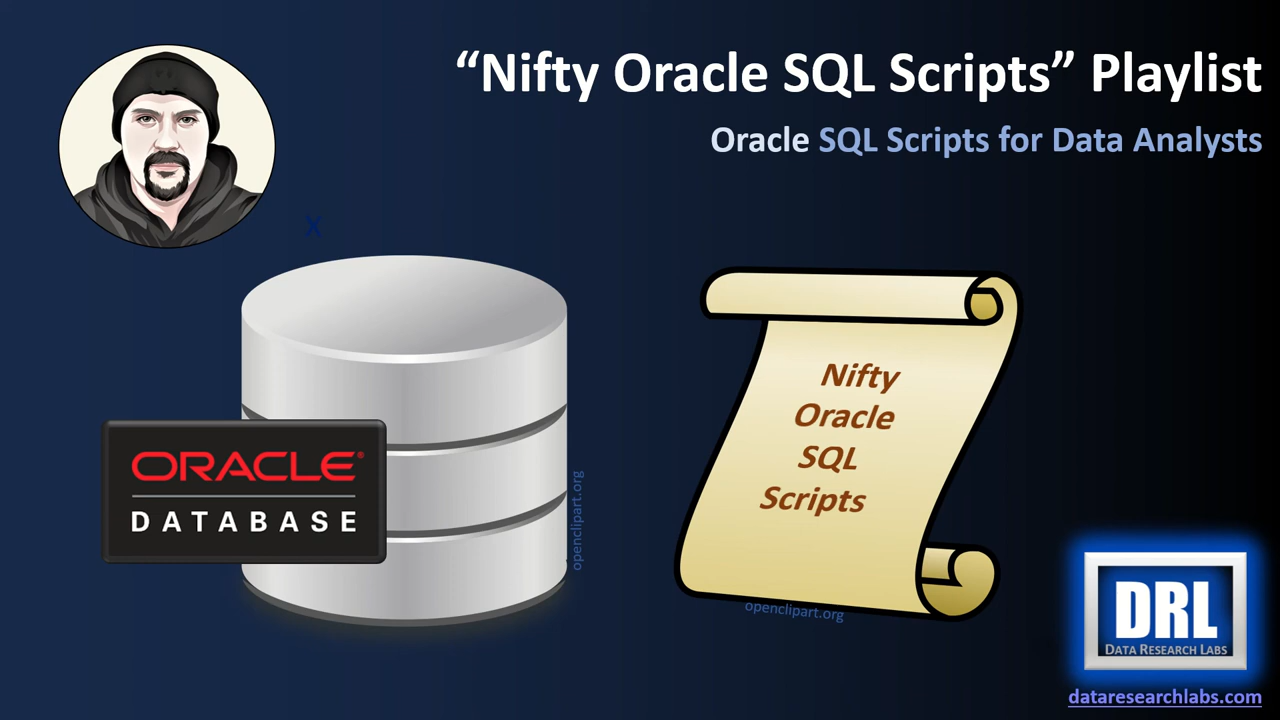 “Nifty Oracle SQL Scripts” Playlist
Oracle SQL Scripts for Data Analysts
x
Nifty
Oracle
SQL
Scripts
ORACLE®
DATABASE
openclipart.org
openclipart.org
DRL
DATA RESEARCH LABS
dataresearchlabs.com